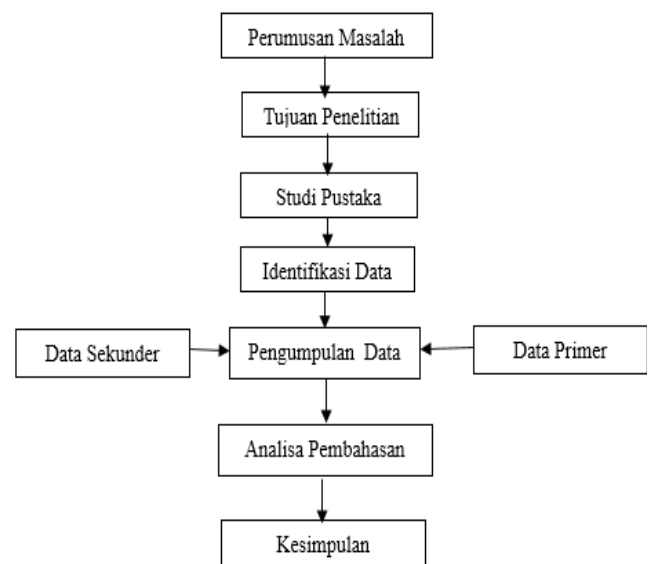 Perumusan Masalah
Tujuan Penelitian
Studi Pustaka
Identifikasi Data
Data Sekunder
Pengumpulan Data
Data Primer
Analisa Pembahasan
Kesimpulan